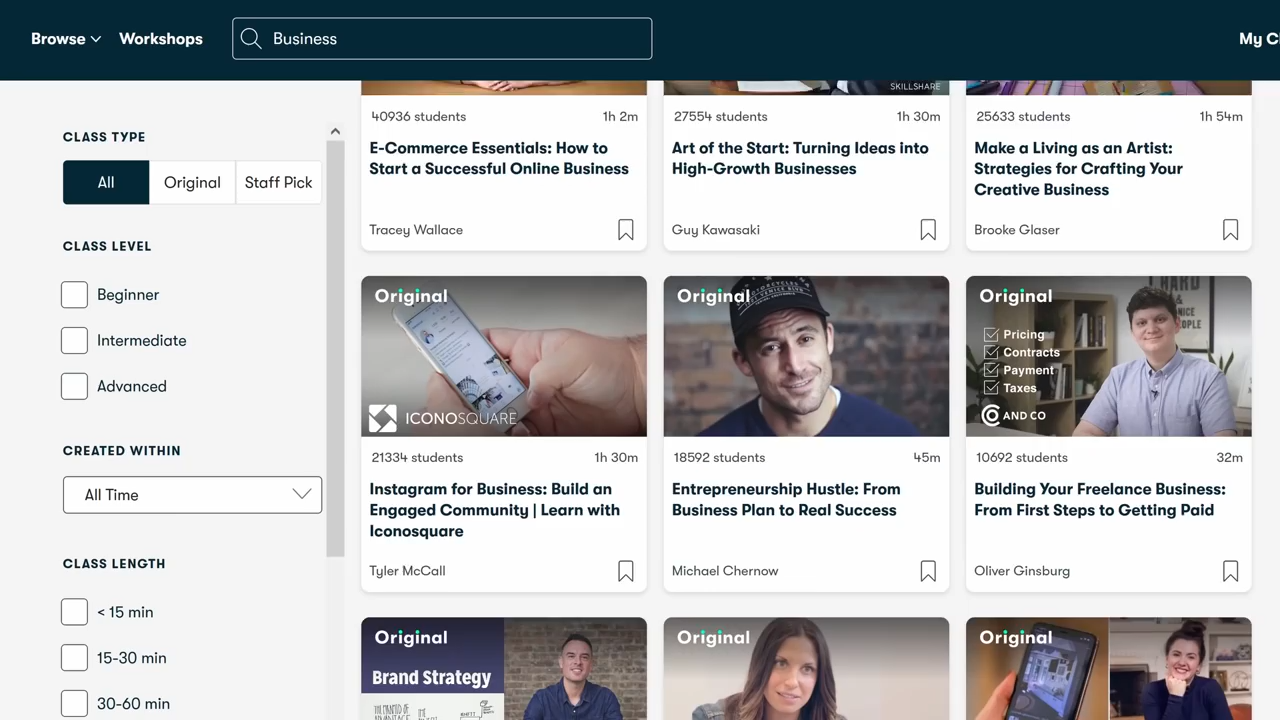 Browse
Workshops
Business
My C
SKILLSHARE
CLASS TYPE
All
Original
Staff Pick
CLASS LEVEL
Beginner
Intermediate
Advanced
CREATED WITHIN
All Time
CLASS LENGTH
< 15 min
15-30 min
30-60 min
40936 students
1h 2m
E-Commerce Essentials: How to
Start a Successful Online Business
Tracey Wallace
27554 students
1h 30m
Art of the Start: Turning Ideas into
High-Growth Businesses
Guy Kawasaki
25633 students
1h 54m
Make a Living as an Artist:
Strategies for Crafting Your
Creative Business
Brooke Glaser
Original
ICONOSQUARE
21334 students
1h 30m
Instagram for Business: Build an
Engaged Community | Learn with
Iconosquare
Tyler McCall
Original
18592 students
45m
Entrepreneurship Hustle: From
Business Plan to Real Success
Michael Chernow
Original
Pricing
Contracts
Payment
Taxes
AND CO
10692 students
32m
Building Your Freelance Business:
From First Steps to Getting Paid
Oliver Ginsburg
Original
Brand Strategy
Original
Original